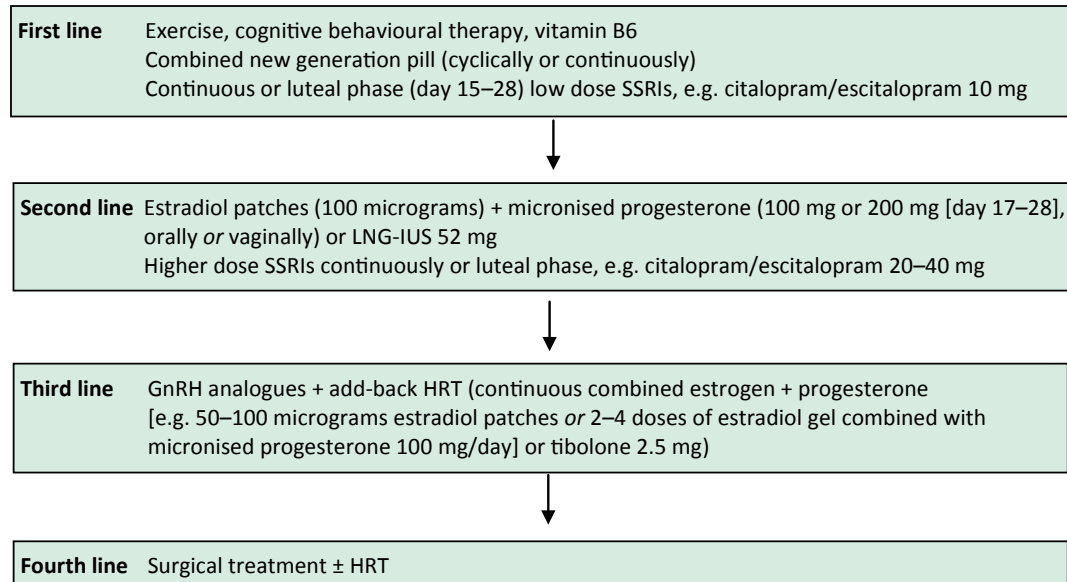 First line Exercise, cognitive behavioural therapy, vitamin B6
Combined new generation pill (cyclically or continuously)
Continuous or luteal phase (day 15–28) low dose SSRIs, e.g. citalopram/escitalopram 10 mg
Second line Estradiol patches (100 micrograms) + micronised progesterone (100 mg or 200 mg [day 17–28],
orally or vaginally) or LNG-IUS 52 mg
Higher dose SSRIs continuously or luteal phase, e.g. citalopram/escitalopram 20–40 mg
Third line GnRH analogues + add-back HRT (continuous combined estrogen + progesterone
[e.g. 50–100 micrograms estradiol patches or 2–4 doses of estradiol gel combined with
micronised progesterone 100 mg/day] or tibolone 2.5 mg)
Fourth line Surgical treatment ± HRT